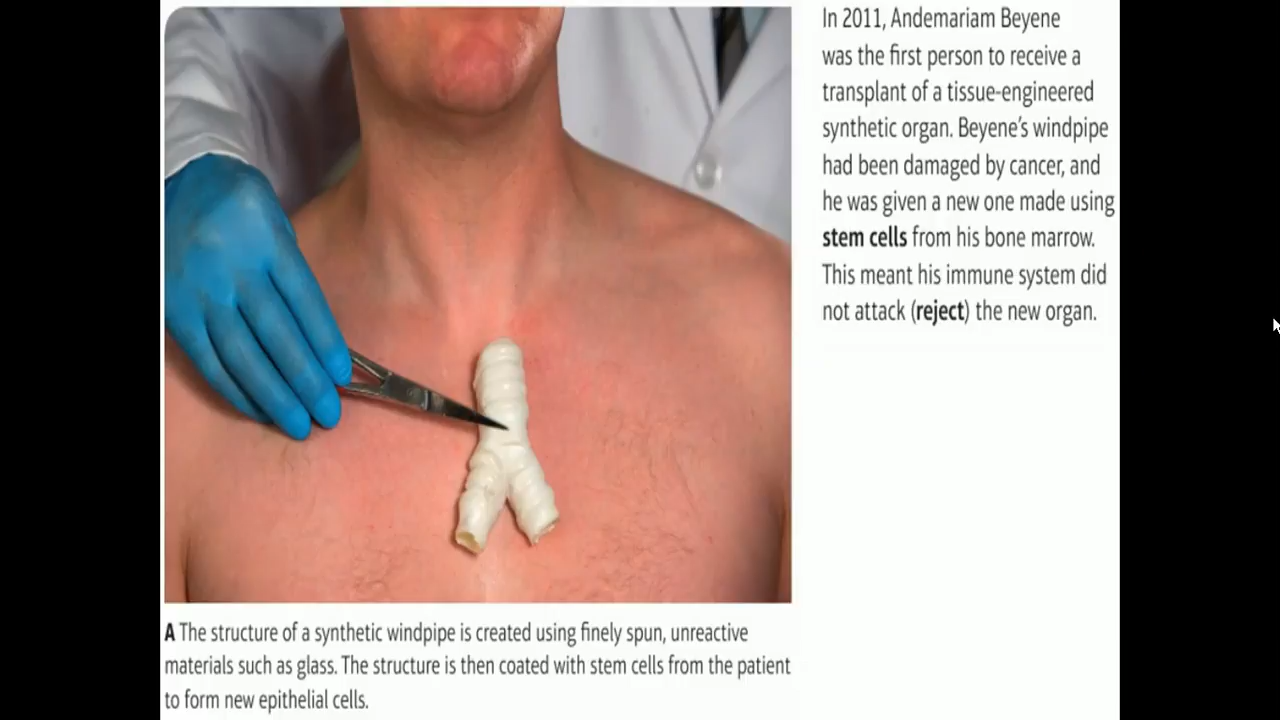 In 2011, Andemariam Beyene
was the first person to receive a
transplant of a tissue-engineered
synthetic organ. Beyene's windpipe
had been damaged by cancer, and
he was given a new one made using
stem cells from his bone marrow.
This meant his immune system did
not attack (reject) the new organ.
A The structure of a synthetic windpipe is created using finely spun, unreactive
materials such as glass. The structure is then coated with stem cells from the patient
to form new epithelial cells.